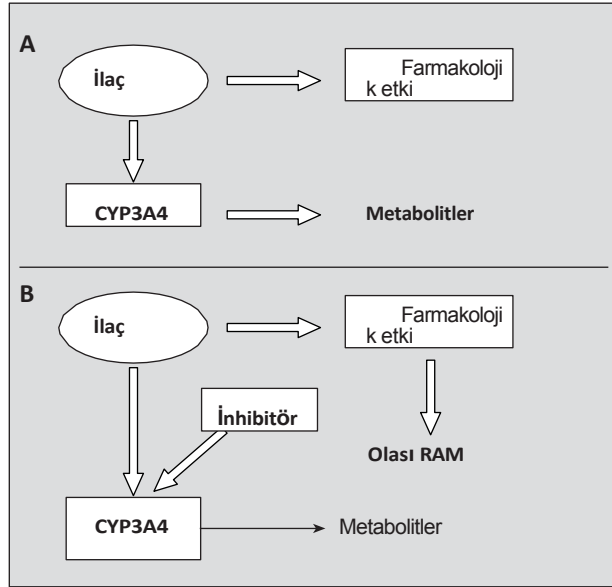 A
İlaç
Farmakoloji
k etki
CYP3A4
Metabolitler
B
İlaç
Farmakoloji
k etki
İnhibitör
Olası RAM
CYP3A4
Metabolitler